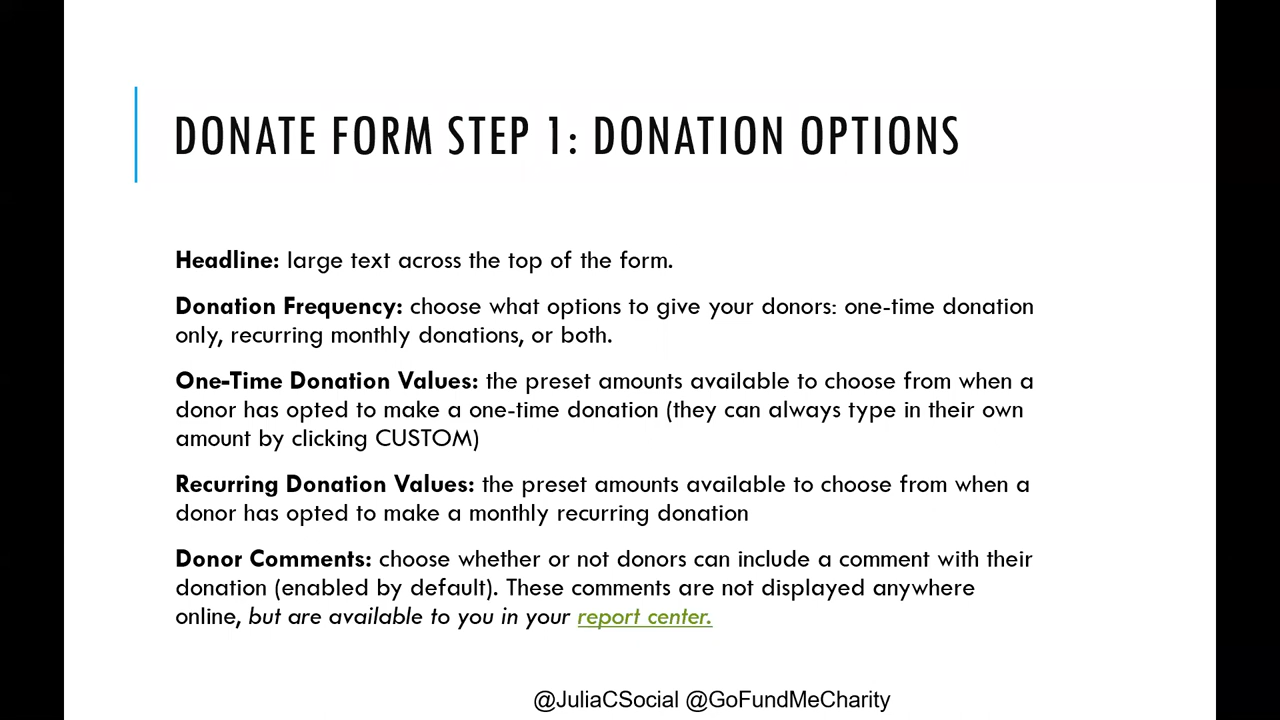 DONATE FORM STEP 1: DONATION OPTIONS
Headline: large text across the top of the form.
Donation Frequency: choose what options to give your donors: one-time donation
only, recurring monthly donations, or both.
One-Time Donation Values: the preset amounts available to choose from when a
donor has opted to make a one-time donation (they can always type in their own
amount by clicking CUSTOM)
Recurring Donation Values: the preset amounts available to choose from when a
donor has opted to make a monthly recurring donation
Donor Comments: choose whether or not donors can include a comment with their
donation (enabled by default). These comments are not displayed anywhere
online, but are available to you in your report center.
@JuliaCSocial @GoFundMeCharity